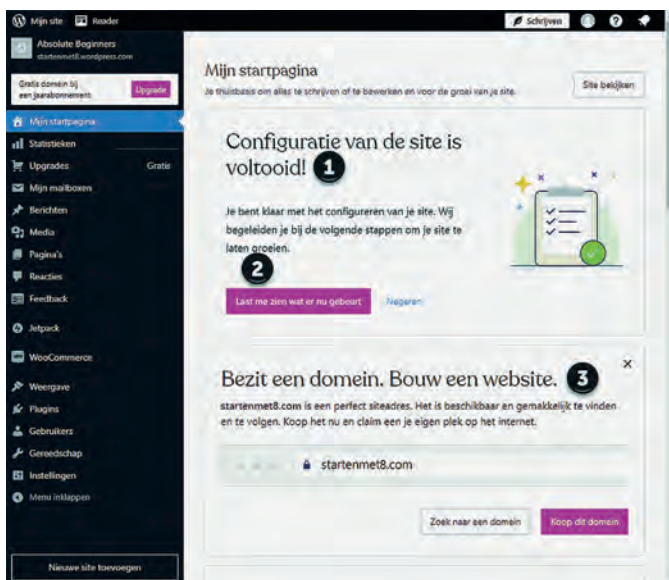 Mijn site Reader Schrijven
Absolute Beginners
startenmet8.wordpress.com
Gratis domein bij
een jaarabonnement
Upgrade
Mijn startpagina
Statistieken
Upgrades Gratis
Mijn mailboxen
Berichten
Media
Pagina's
Reacties
Feedback
Jetpack
WooCommerce
Weergave
Plugins
Gebruikers
Gereedschap
Instellingen
Menu inklappen
Nieuwe site toevoegen
Mijn startpagina
Je thuisbasis om alles te schrijven of te bewerken en voor de groei van je site.
Site bekijken
Configuratie van de site is
voltooid! 1
Je bent klaar met het configureren van je site. Wij
begeleiden je bij de volgende stappen om je site te
laten groeien.
2
Laat me zien wat er nu gebeurt Negeren
Bezit een domein. Bouw een website. 3
startenmet8.com is een perfect siteadres. Het is beschikbaar en gemakkelijk te vinden
en te volgen. Koop het nu en claim een je eigen plek op het internet.
startenmet8.com
Zoek naar een domein Koop dit domein